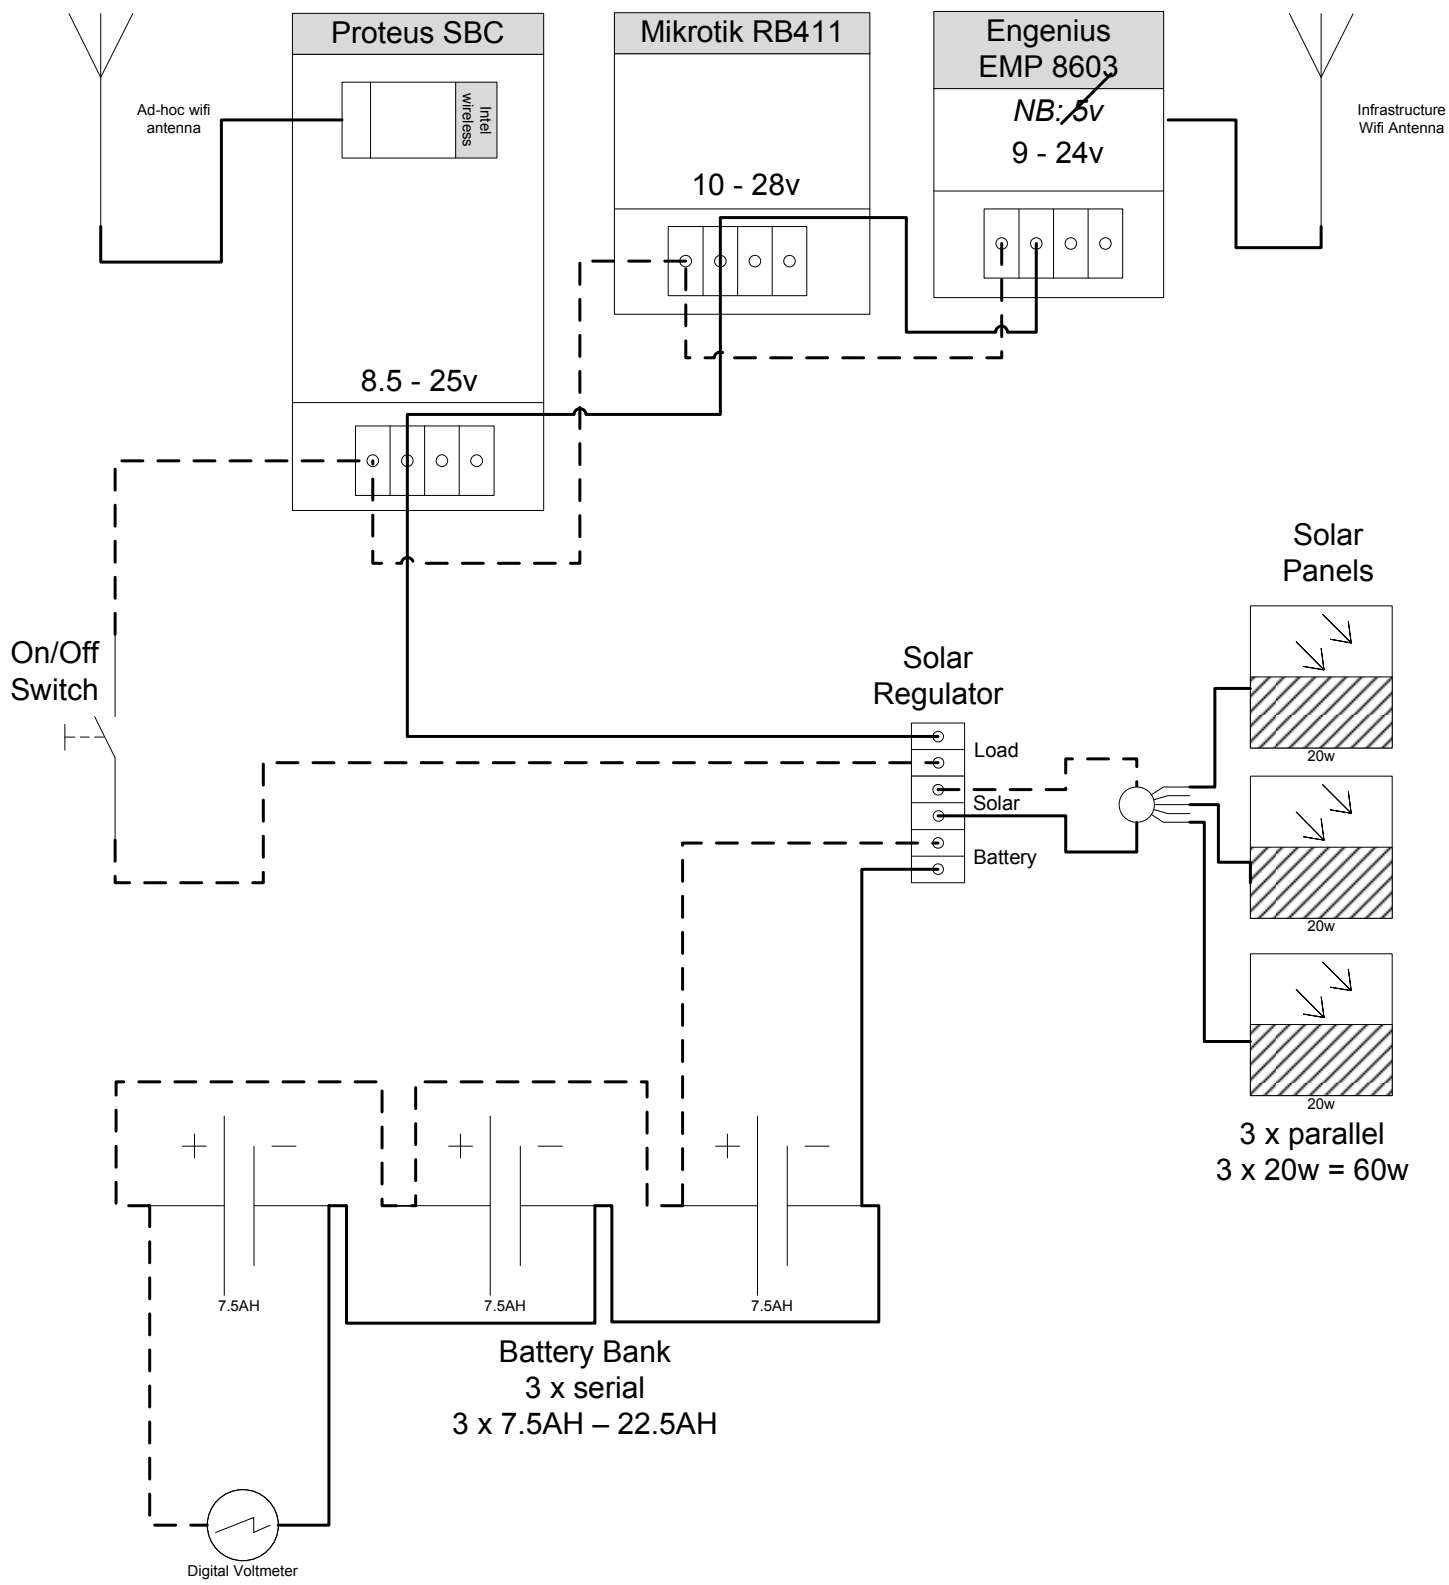 Proteus SBC
Mikrotik RB411
Engenius
EMP 8603
Ad-hoc wifi
antenna
Intel
wireless
NB: 5v
9 - 24v
Infrastructure
Wifi Antenna
10 - 28v
8.5 - 25v
On/Off
Switch
Solar
Regulator
Load
Solar
Battery
Solar
Panels
20w
20w
20w
3 x parallel
3 x 20w = 60w
+
−
+
−
+
−
7.5AH
7.5AH
7.5AH
Battery Bank
3 x serial
3 x 7.5AH – 22.5AH
Digital Voltmeter